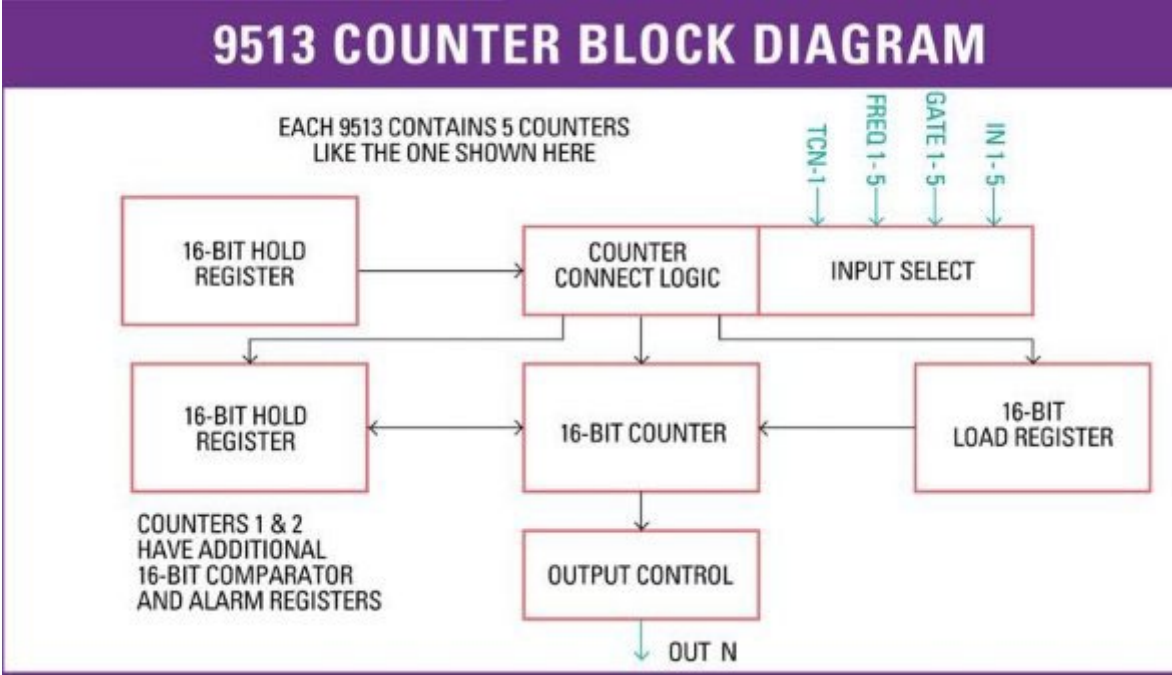 9513 COUNTER BLOCK DIAGRAM
EACH 9513 CONTAINS 5 COUNTERS
LIKE THE ONE SHOWN HERE
TCN-1
FREQ 1- 5
GATE 1- 5
IN 1- 5
16-BIT HOLD
REGISTER
COUNTER
CONNECT LOGIC
INPUT SELECT
16-BIT HOLD
REGISTER
16-BIT COUNTER
16-BIT
LOAD REGISTER
COUNTERS 1 & 2
HAVE ADDITIONAL
16-BIT COMPARATOR
AND ALARM REGISTERS
OUTPUT CONTROL
OUT N